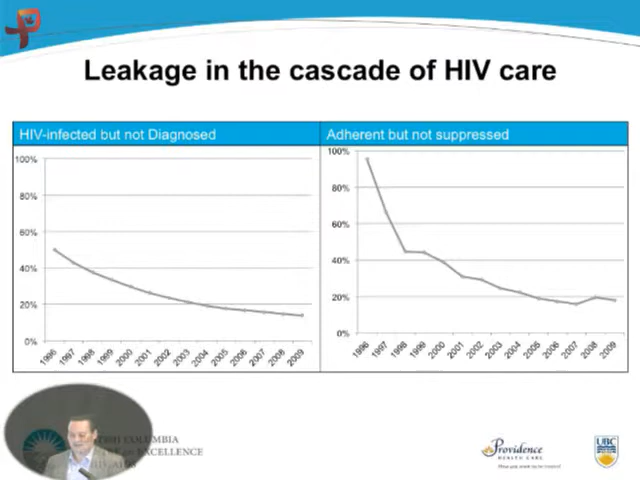 Leakage in the cascade of HIV care
HIV-infected but not Diagnosed
Adherent but not suppressed
100%
80%
60%
40%
20%
0%
1996 1997 1998 1999 2000 2001 2002 2003 2004 2005 2006 2007 2008 2009
100%
80%
60%
40%
20%
0%
1996 1997 1998 1999 2000 2001 2002 2003 2004 2005 2006 2007 2008 2009
COLUMBIA
EXCELLENCE
Providence
HEALTH CARE
UBC